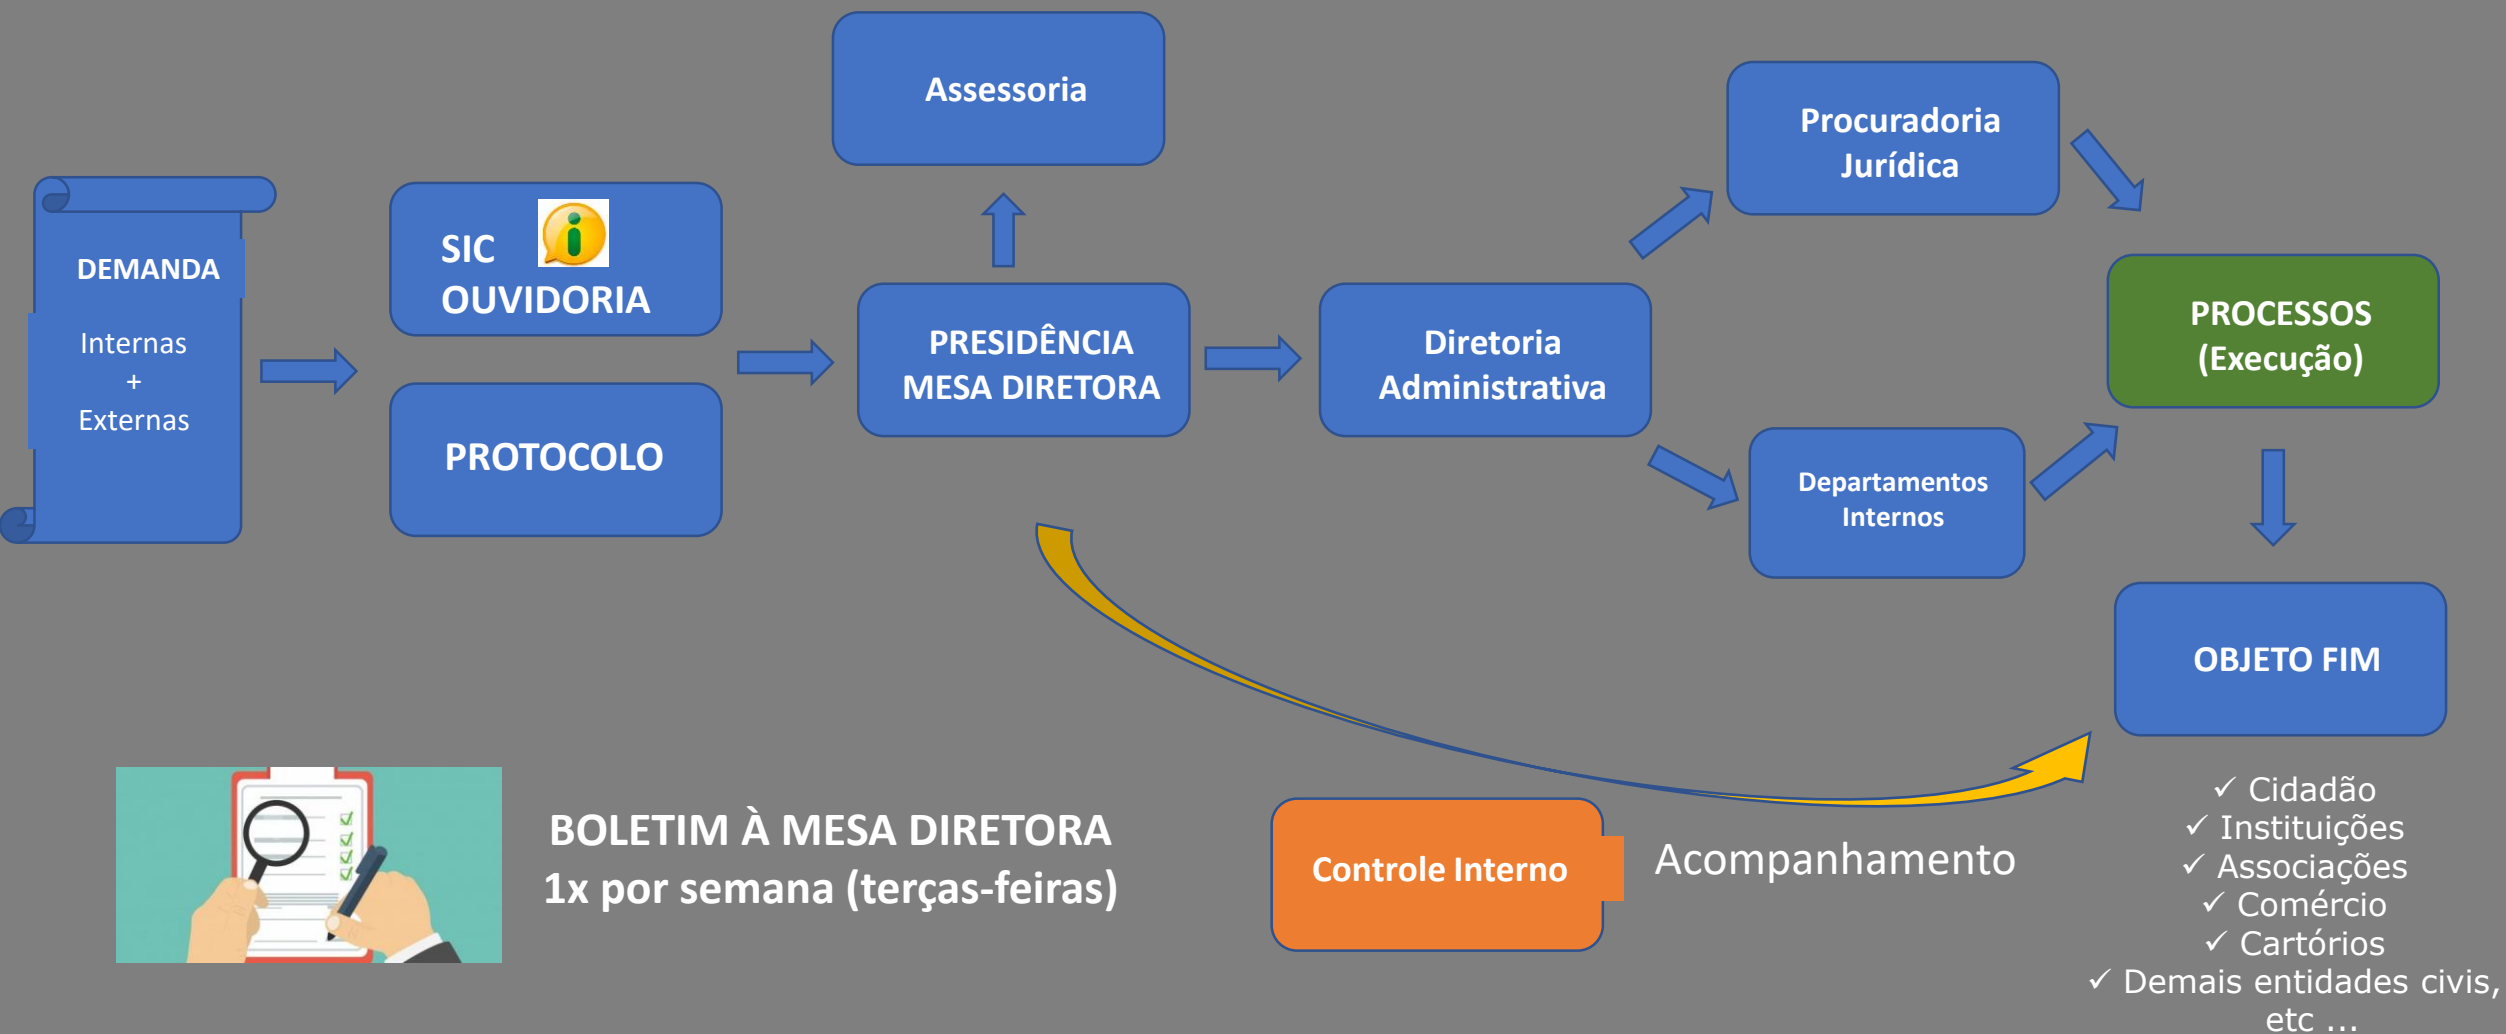 Assessoria
Procuradoria
Jurídica
DEMANDA
Internas
+
Externas
SIC
OUVIDORIA
PROTOCOLO
PRESIDÊNCIA
MESA DIRETORA
Diretoria
Administrativa
PROCESSOS
(Execução)
Departamentos
Internos
OBJETO FIM
BOLETIM À MESA DIRETORA
1x por semana (terças-feiras)
Controle Interno
Acompanhamento
✓ Cidadão
✓ Instituições
✓ Associações
✓ Comércio
✓ Cartórios
✓ Demais entidades civis,
etc ...